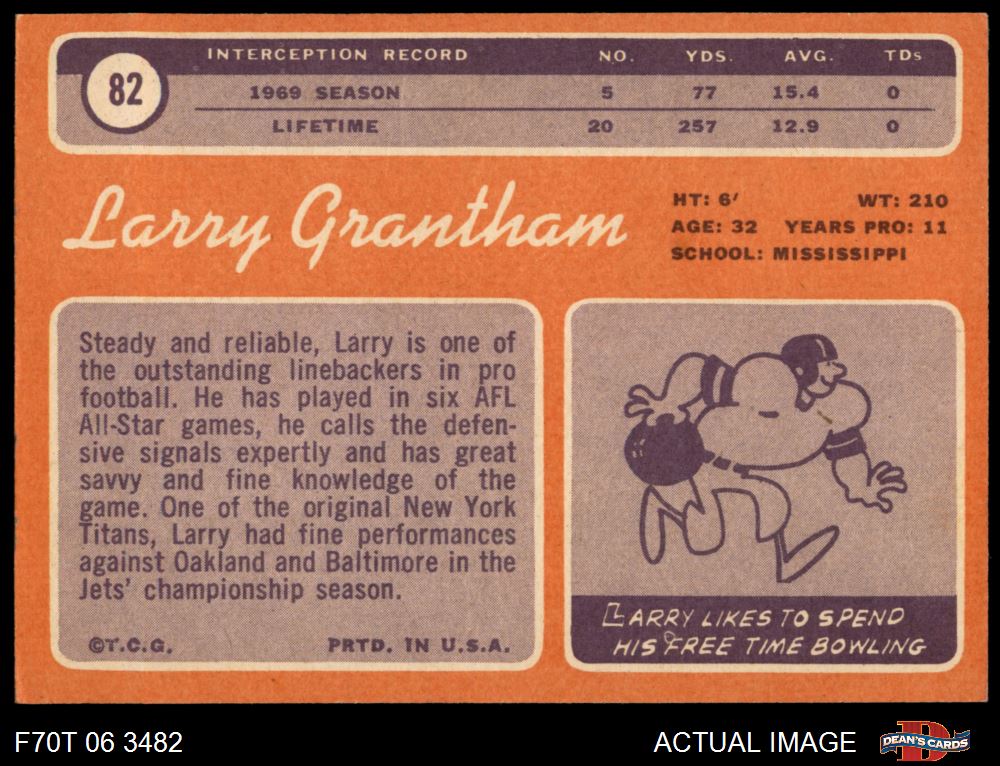 82
INTERCEPTION RECORD NO. YDS. AVG. TDs
1969 SEASON 5 77 15.4 0
LIFETIME 20 257 12.9 0
Larry Grantham
HT: 6' WT: 210
AGE: 32 YEARS PRO: 11
SCHOOL: MISSISSIPPI
Steady and reliable, Larry is one of
the outstanding linebackers in pro
football. He has played in six AFL
All-Star games, he calls the defen-
sive signals expertly and has great
savvy and fine knowledge of the
game. One of the original New York
Titans, Larry had fine performances
against Oakland and Baltimore in the
Jets' championship season.
©T.C.G. PRTD. IN U.S.A.
LARRY LIKES TO SPEND
HIS FREE TIME BOWLING
F70T 06 3482
ACTUAL IMAGE
D
DEAN'S CARDS